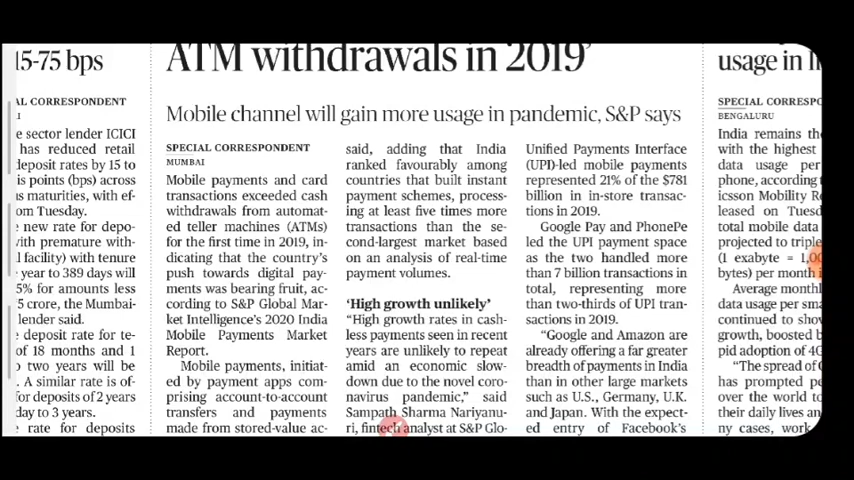 15-75 bps
AL CORRESPONDENT
e sector lender ICICI
has reduced retail
deposit rates by 15 to
is points (bps) across
s maturities, with ef-
om Tuesday.
e new rate for depo-
with premature with-
l facility) with tenure
year to 389 days will
5% for amounts less
5 crore, the Mumbai-
lender said.
e deposit rate for te-
of 18 months and 1
o two years will be
. A similar rate is of-
for deposits of 2 years
day to 3 years.
e rate for deposits
ATM withdrawals in 2019’
Mobile channel will gain more usage in pandemic, S&P says
SPECIAL CORRESPONDENT
MUMBAI
Mobile payments and card
transactions exceeded cash
withdrawals from automat-
ed teller machines (ATMs)
for the first time in 2019, in-
dicating that the country’s
push towards digital pay-
ments was bearing fruit, ac-
cording to S&P Global Mar-
ket Intelligence’s 2020 India
Mobile Payments Market
Report.
Mobile payments, initiat-
ed by payment apps com-
prising account-to-account
transfers and payments
made from stored-value ac-
said, adding that India
ranked favourably among
countries that built instant
payment schemes, process-
ing at least five times more
transactions than the se-
cond-largest market based
on an analysis of real-time
payment volumes.
‘High growth unlikely’
“High growth rates in cash-
less payments seen in recent
years are unlikely to repeat
amid an economic slow-
down due to the novel coro-
navirus pandemic,” said
Sampath Sharma Nariyanu-
ri, fintech analyst at S&P Glo-
Unified Payments Interface
(UPI)-led mobile payments
represented 21% of the $781
billion in in-store transac-
tions in 2019.
Google Pay and PhonePe
led the UPI payment space
as the two handled more
than 7 billion transactions in
total, representing more
than two-thirds of UPI tran-
sactions in 2019.
“Google and Amazon are
already offering a far greater
breadth of payments in India
than in other large markets
such as U.S., Germany, U.K.
and Japan. With the expect-
ed entry of Facebook’s
usage in
SPECIAL CORRESPO
BENGALURU
India remains the
with the highest
data usage per
phone, according t
icsson Mobility R
leased on Tuesd
total mobile data
projected to triple
(1 exabyte = 1,00
bytes) per month
Average monthl
data usage per sma
continued to show
growth, boosted b
pid adoption of 4G
“The spread of C
has prompted pe
over the world to
their daily lives an
ny cases, work